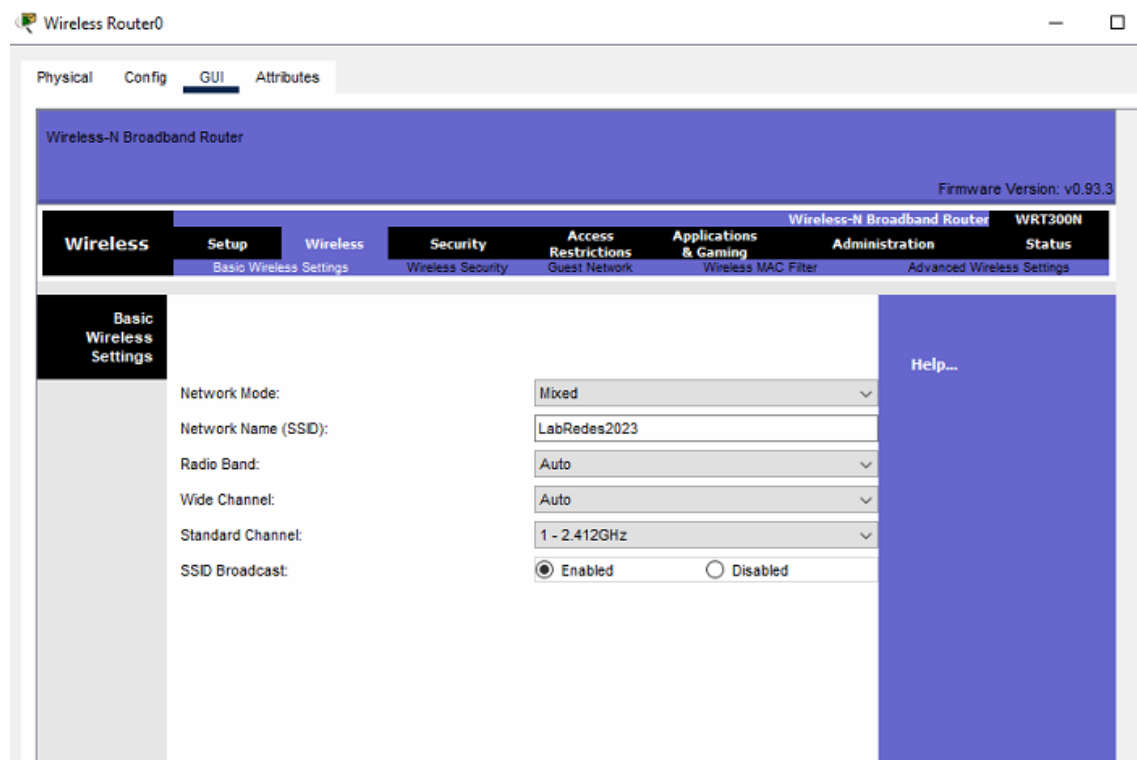 Wireless Router0
Physical Config GUI Attributes
Wireless-N Broadband Router
Firmware Version: v0.93.3
Wireless-N Broadband Router WRT300N
Wireless Setup Wireless Security Access Restrictions Applications & Gaming Administration Status
Basic Wireless Settings Wireless Security Guest Network Wireless MAC Filter Advanced Wireless Settings
Basic
Wireless
Settings
Help...
Network Mode: Mixed
Network Name (SSID): LabRedes2023
Radio Band: Auto
Wide Channel: Auto
Standard Channel: 1 - 2.412GHz
SSID Broadcast: Enabled Disabled